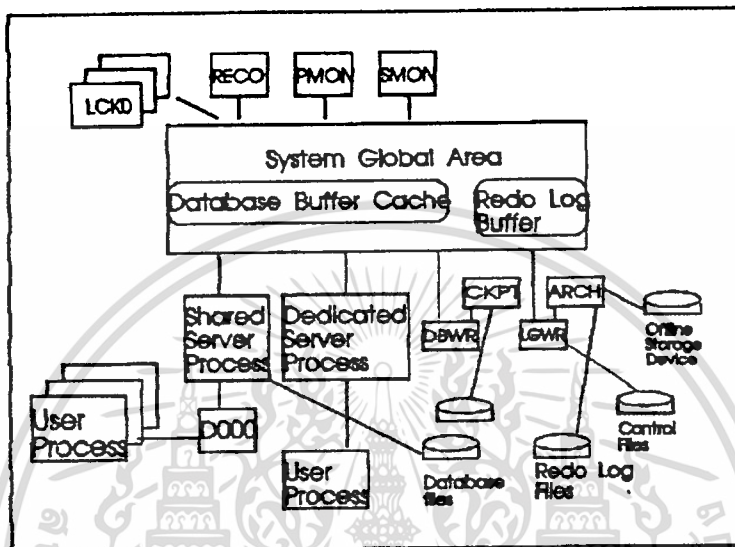 RECO
PMON
SMON
LCK0
System Global Area
Database Buffer Cache
Redo Log
Buffer
Shared
Server
Process
Dedicated
Server
Process
CKPT
ARCH
DBWR
LGWR
Offline
Storage
Device
User
Process
D000
User
Process
Database
files
Redo Log
Files
Control
Files